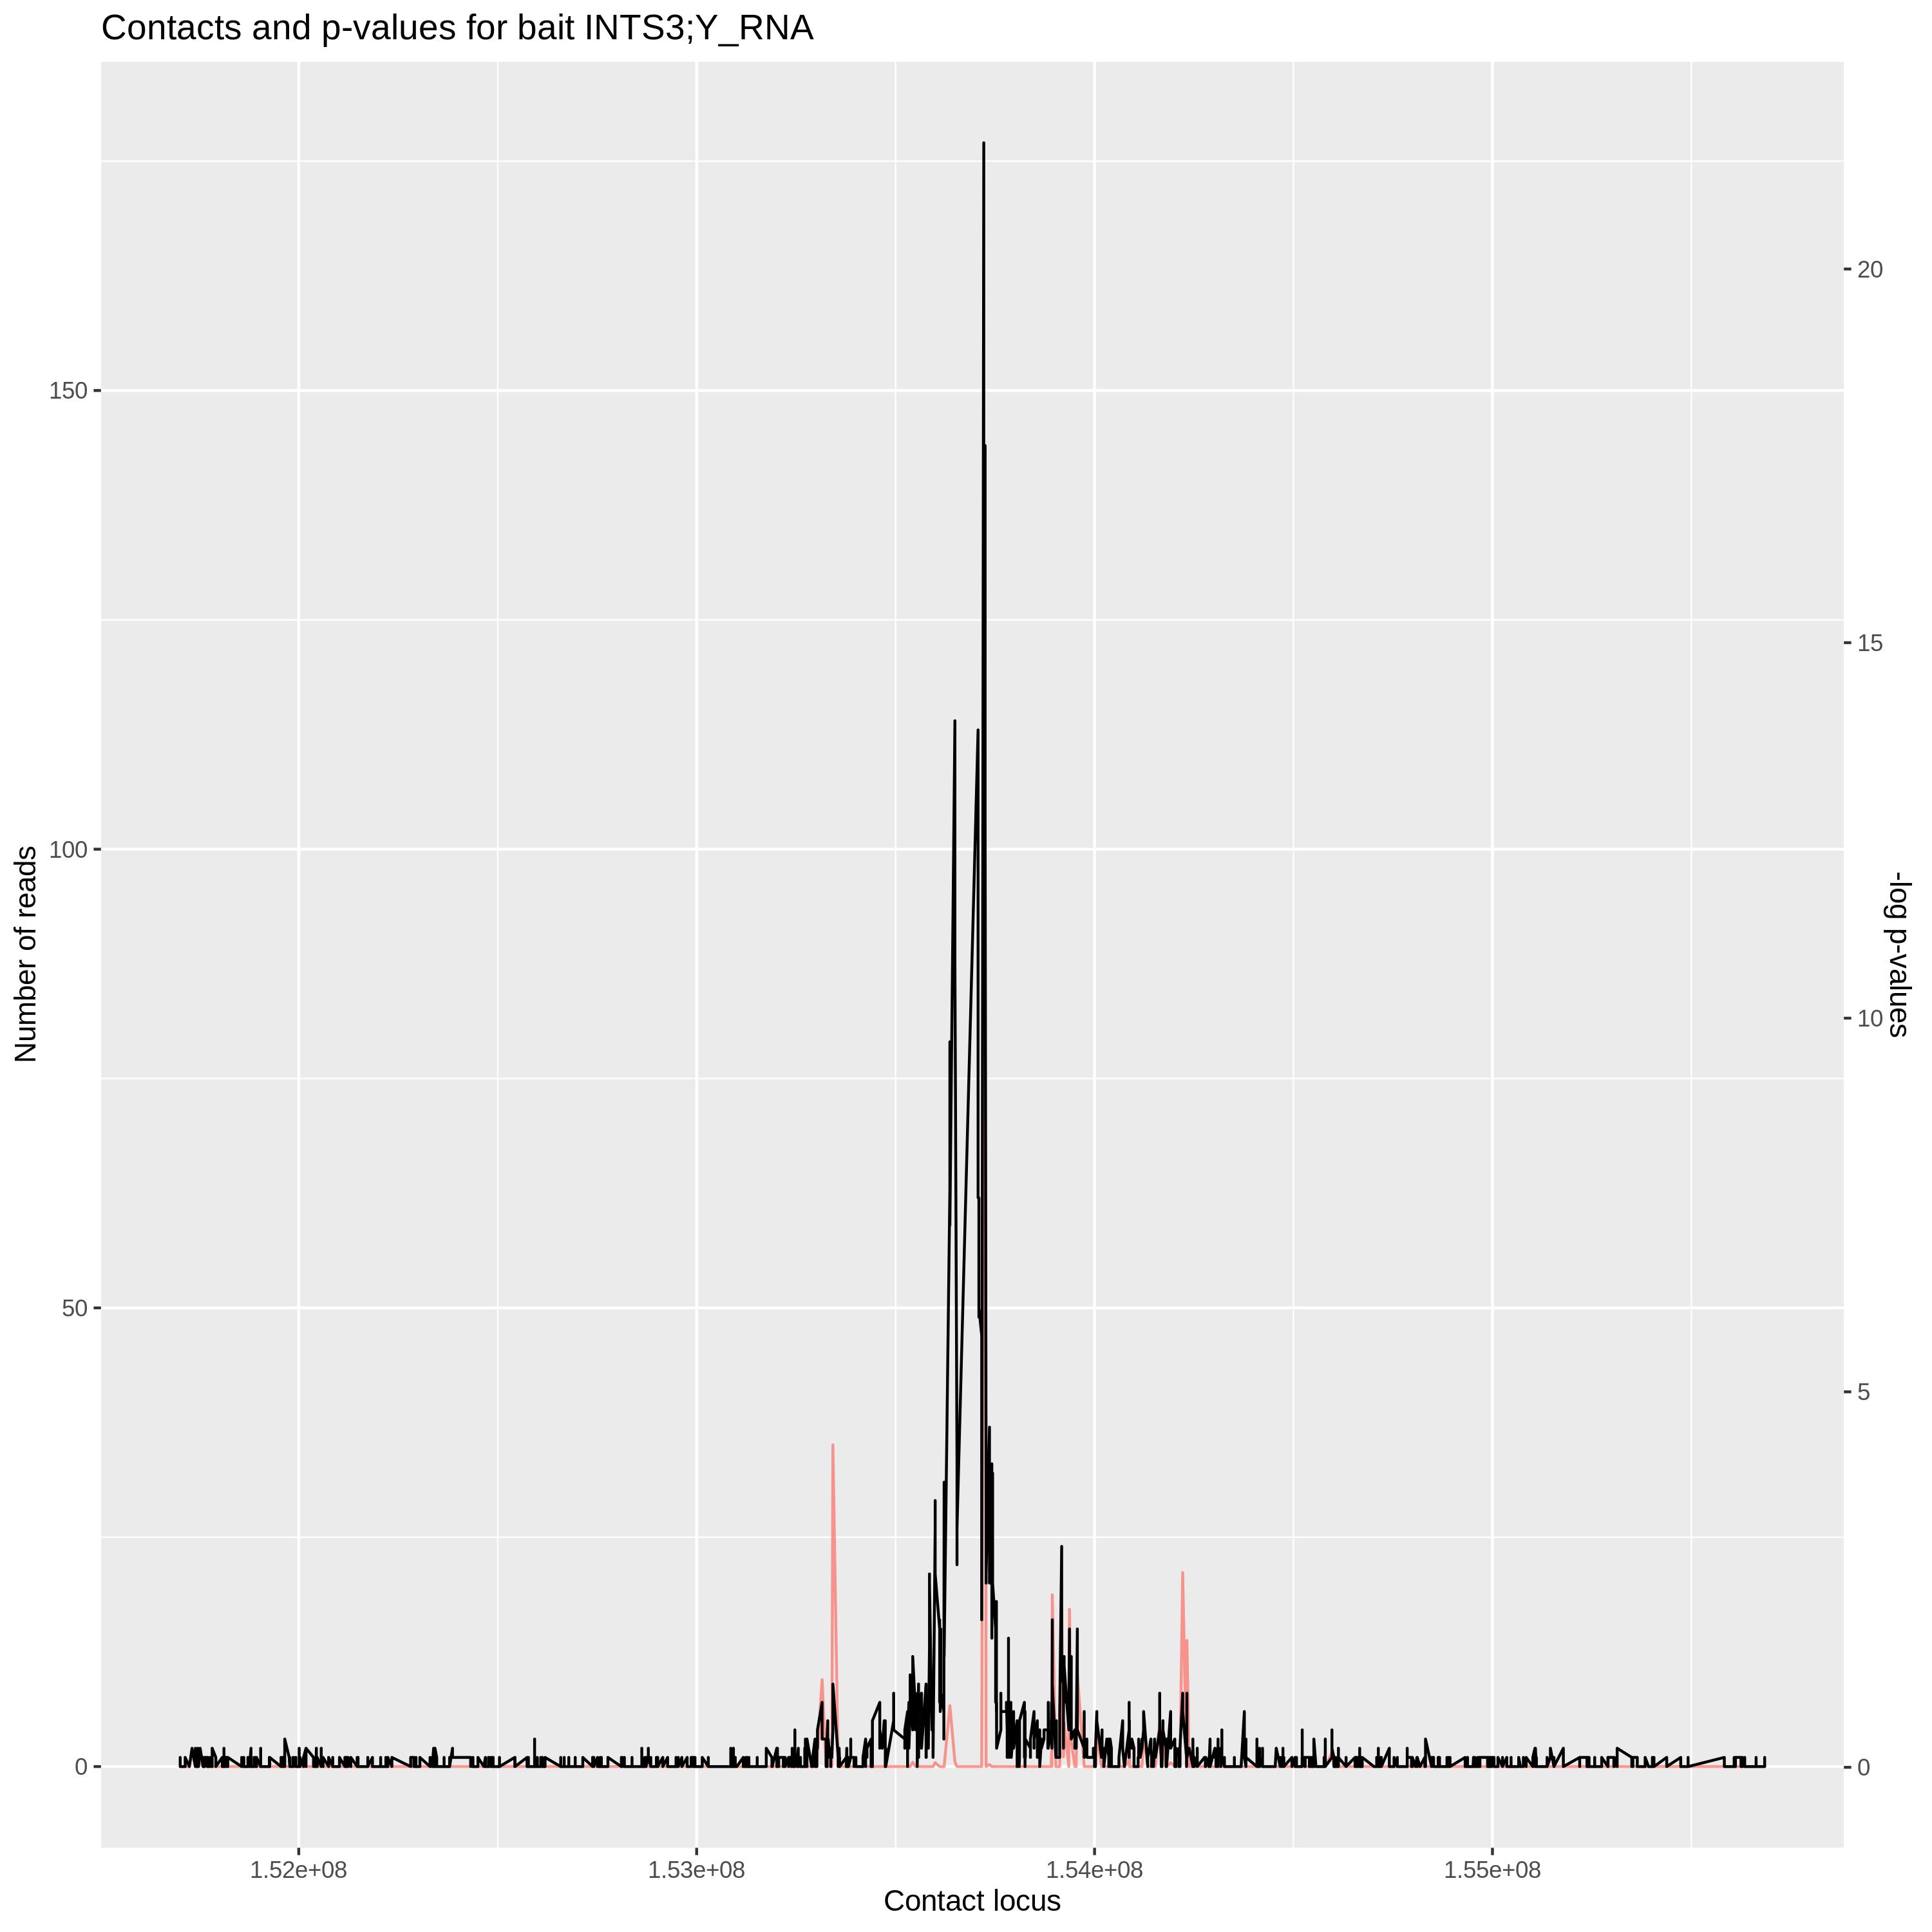 Contacts and p-values for bait INTS3;Y_RNA
150
100
50
0
Number of reads
20
15
10
5
0
-log p-values
1.52e+08
1.53e+08
1.54e+08
1.55e+08
Contact locus